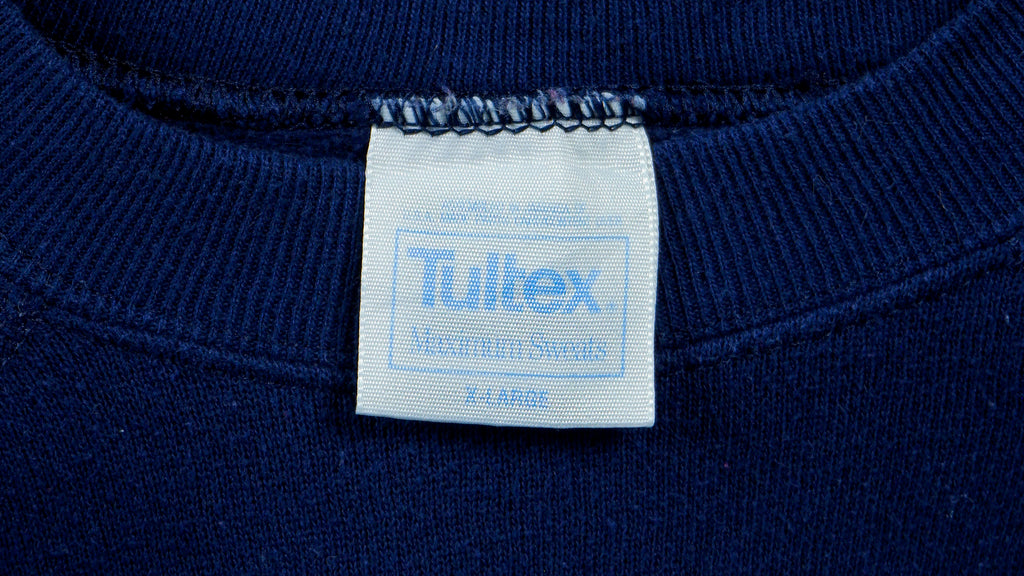 Tultex.
Maximum Sweats
X-LARGE